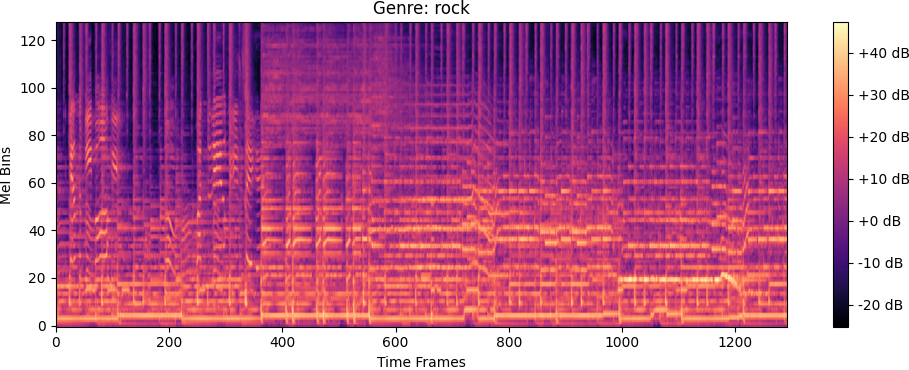 Genre: rock
120
100
80
60
40
20
0
Mel Bins
0 200 400 600 800 1000 1200
Time Frames
+40 dB
+30 dB
+20 dB
+10 dB
+0 dB
-10 dB
-20 dB